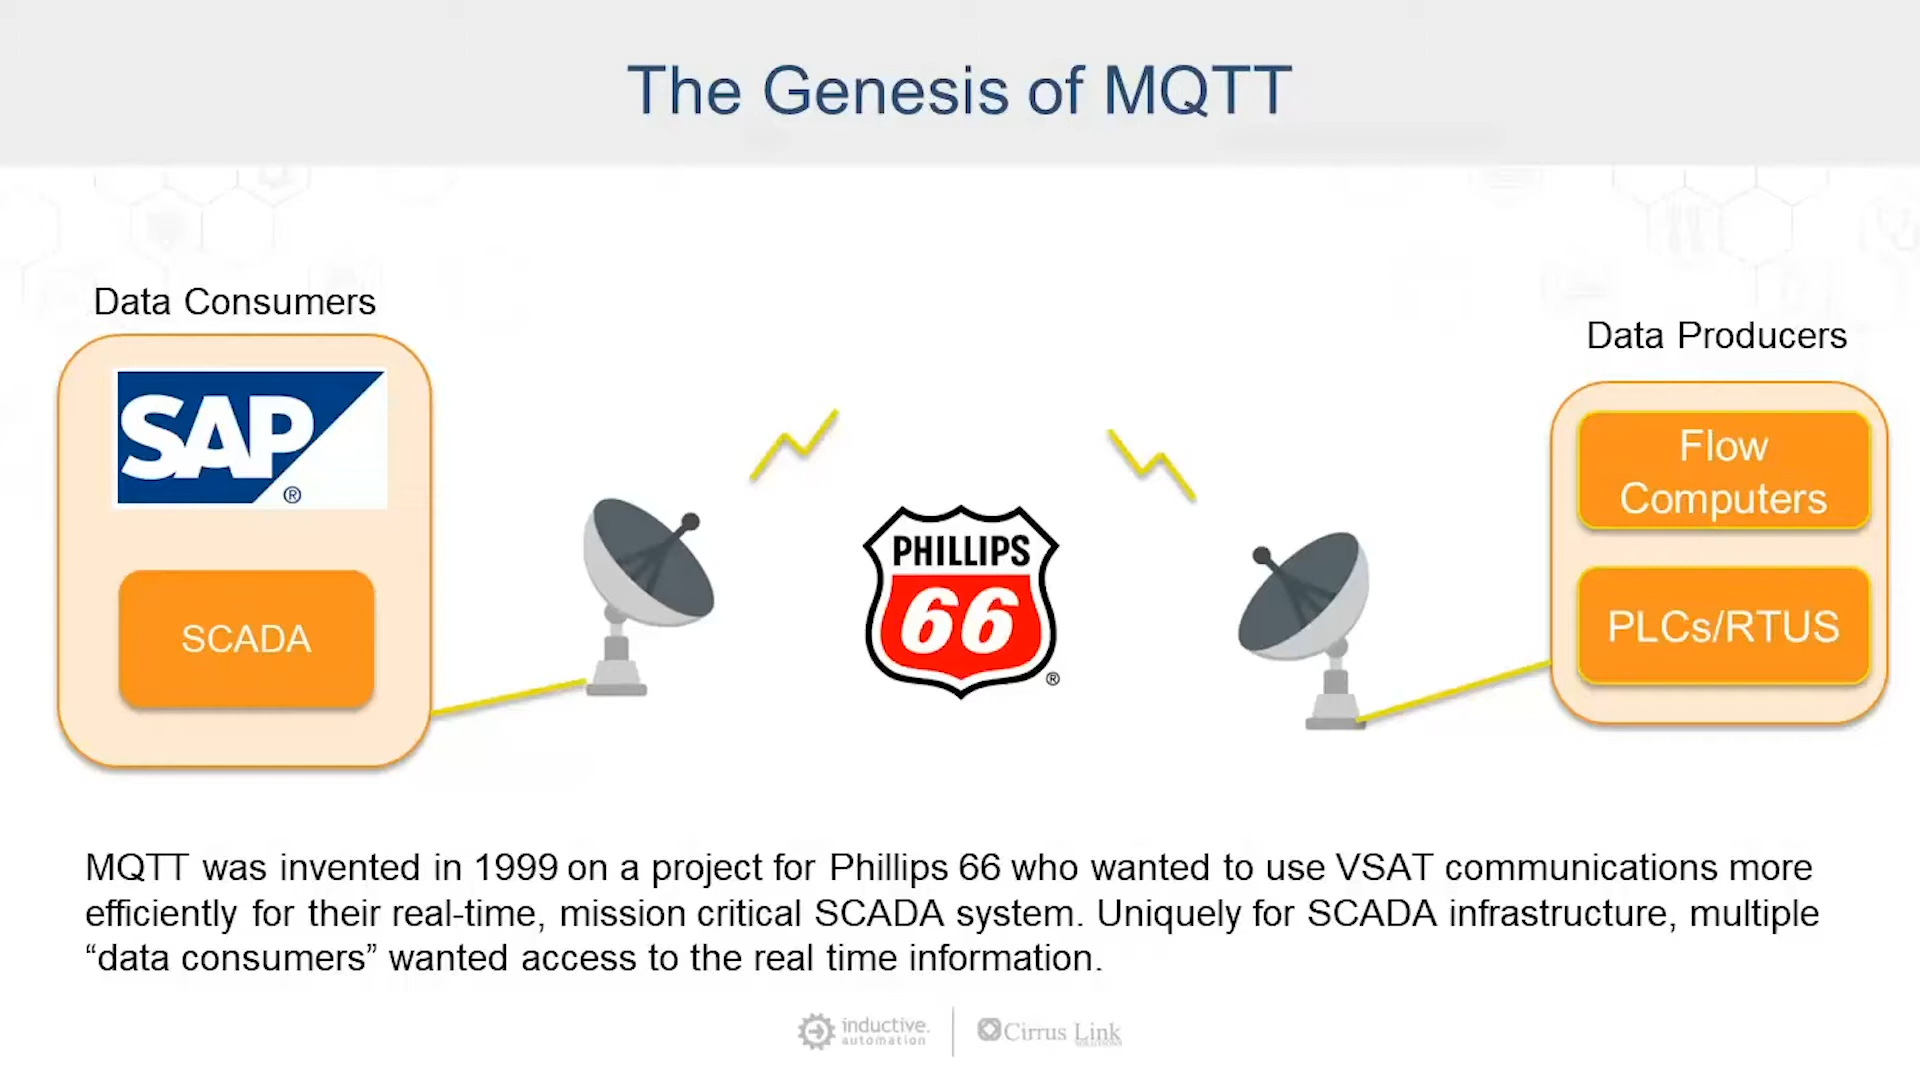 The Genesis of MQTT
Data Consumers
SAP
®
SCADA
PHILLIPS
66
®
Data Producers
Flow
Computers
PLCs/RTUS
MQTT was invented in 1999 on a project for Phillips 66 who wanted to use VSAT communications more
efficiently for their real-time, mission critical SCADA system. Uniquely for SCADA infrastructure, multiple
“data consumers” wanted access to the real time information.
inductive.
automation
Cirrus Link
SOLUTIONS